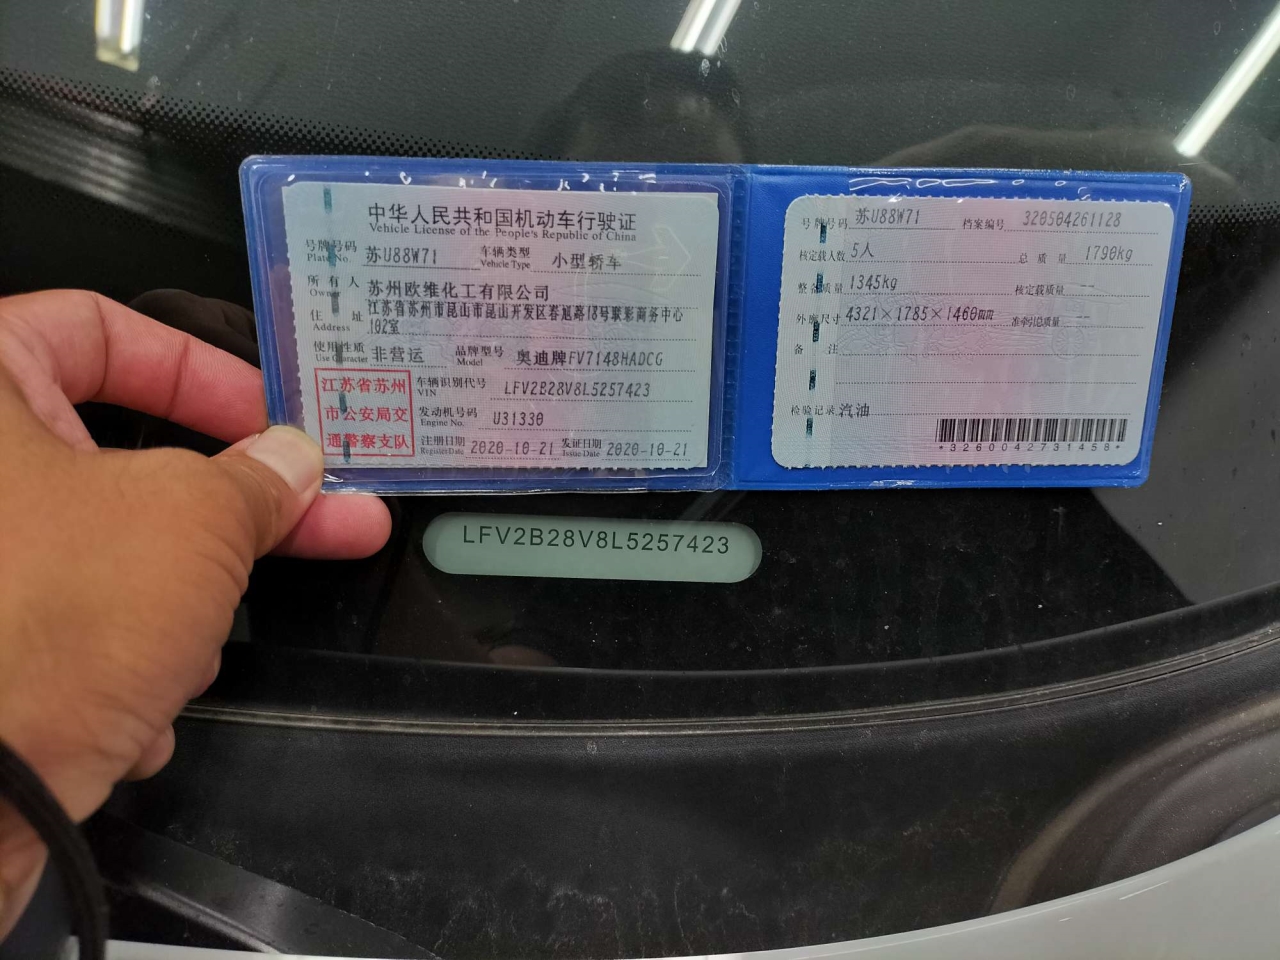 中华人民共和国机动车行驶证
Vehicle License of the People's Republic of China
号牌号码 苏U88W71 车辆类型 小型轿车
Plate No. Vehicle Type
所有人 苏州欧维化工有限公司
Owner
住址 江苏省苏州市昆山市昆山开发区春旭路18号联彩商务中心
Address 102室
使用性质 非营运 品牌型号 奥迪牌FV7148HADCG
Use Character Model
江苏省苏州
市公安局交
通警察支队
车辆识别代号 LFV2B28V8L5257423
VIN
发动机号码 U31330
Engine No.
注册日期 2020-10-21 发证日期 2020-10-21
Register Date Issue Date
号牌号码 苏U88W71 档案编号 320504261128
核定载人数 5人 总质量 1790kg
整备质量 1345kg 核定载质量 --
外廓尺寸 4321×1785×1460mm 准牵引总质量 --
备注
检验记录 汽油
*3260042731458*
LFV2B28V8L5257423